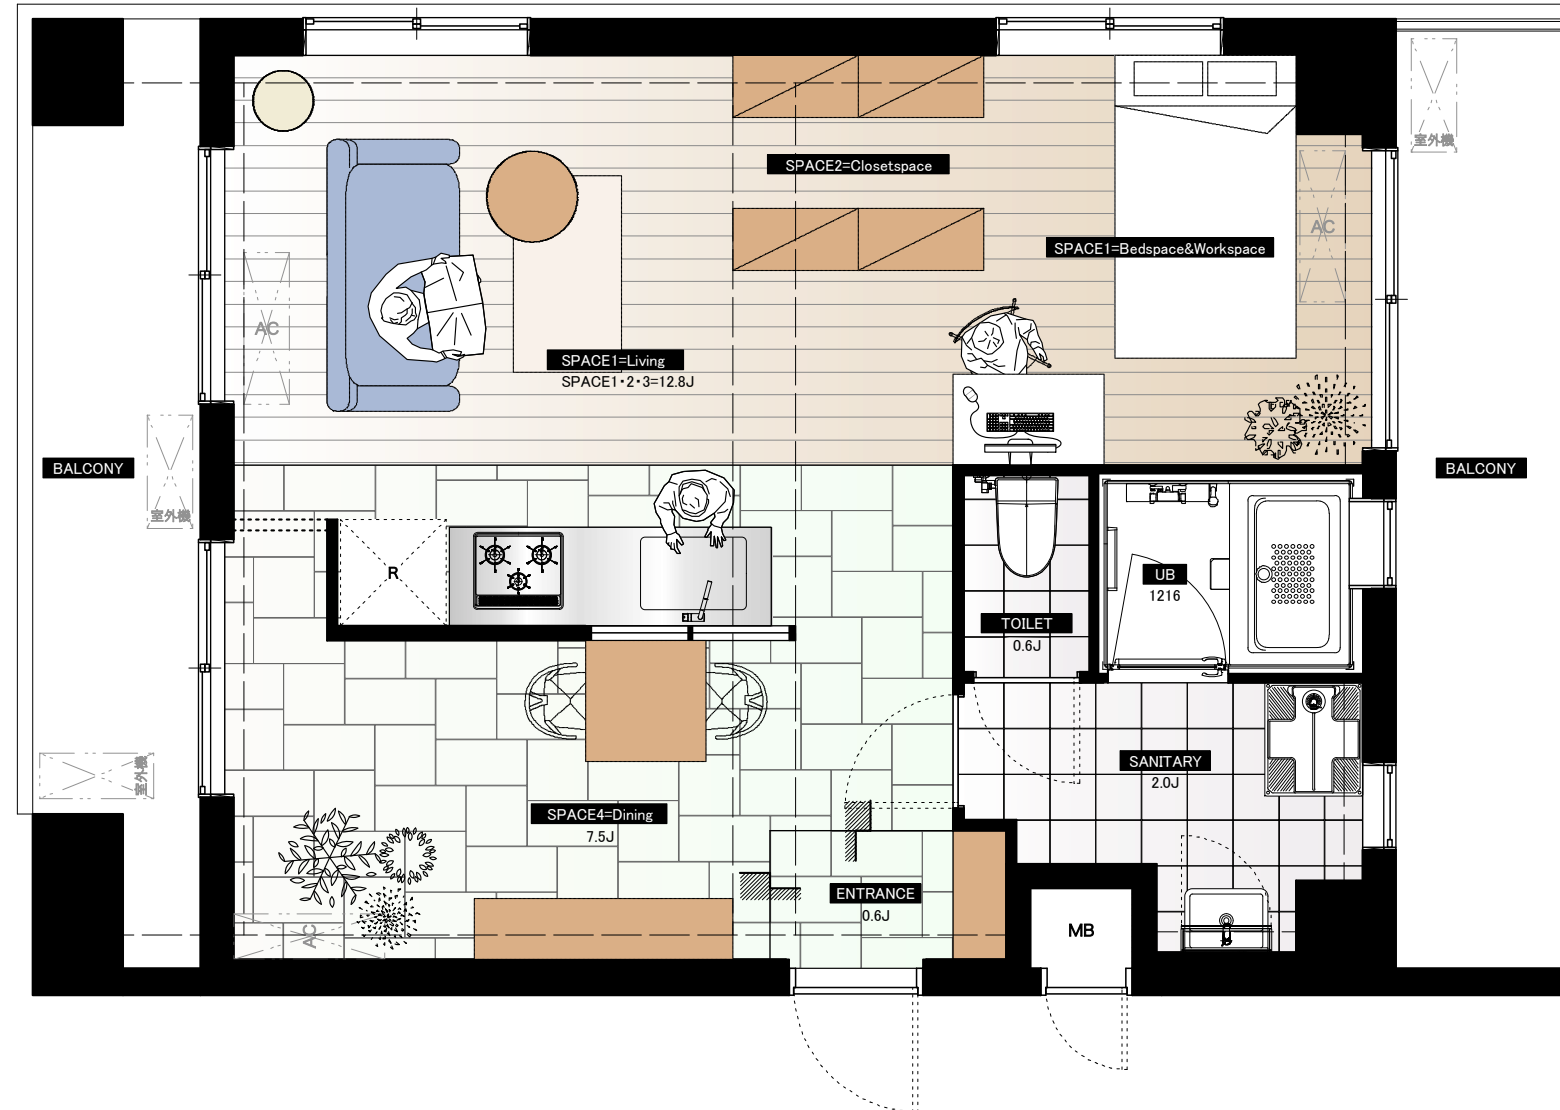 室外機
SPACE2=Closetspace
AC
SPACE1=Bedspace&Workspace
AC
SPACE1=Living
SPACE1・2・3=12.8J
BALCONY
BALCONY
室外機
R
UB
1216
TOILET
0.6J
SANITARY
2.0J
室外機
SPACE4=Dining
7.5J
ENTRANCE
0.6J
AC
MB